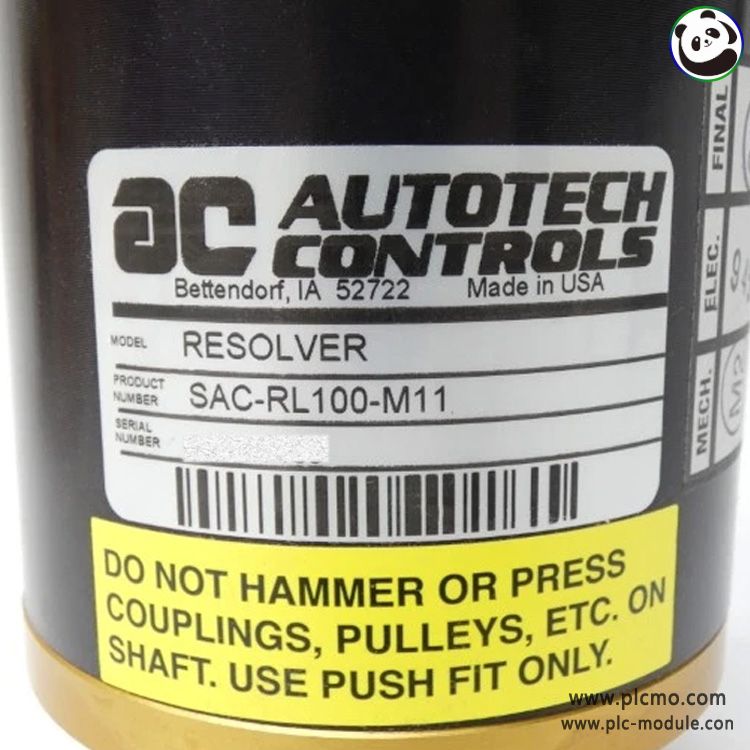 AC AUTOTECH
CONTROLS
Bettendorf, IA 52722 Made in USA
MODEL RESOLVER
PRODUCT
NUMBER SAC-RL100-M11
SERIAL
NUMBER
DO NOT HAMMER OR PRESS
COUPLINGS, PULLEYS, ETC. ON
SHAFT. USE PUSH FIT ONLY.
MECH.
ELEC.
FINAL
www.plcmo.com
www.plc-module.com